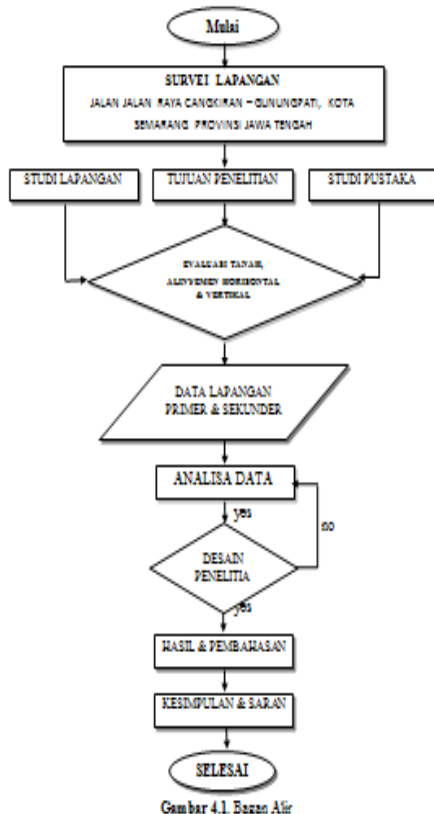 Mulai
SURVEI LAPANGAN
JALAN JALAN RAYA CANGKIRAN – GUNUNGPATI, KOTA
SEMARANG PROVINSI JAWA TENGAH
STUDI LAPANGAN
TUJUAN PENELITIAN
STUDI PUSTAKA
EVALUASI TANAH,
ALINYEMEN HORIZONTAL
& VERTIKAL
DATA LAPANGAN
PRIMER & SEKUNDER
ANALISA DATA
yes
no
DESAIN
PENELITIA
yes
HASIL & PEMBAHASAN
KESIMPULAN & SARAN
SELESAI
Gambar 4.1. Bagan Alir